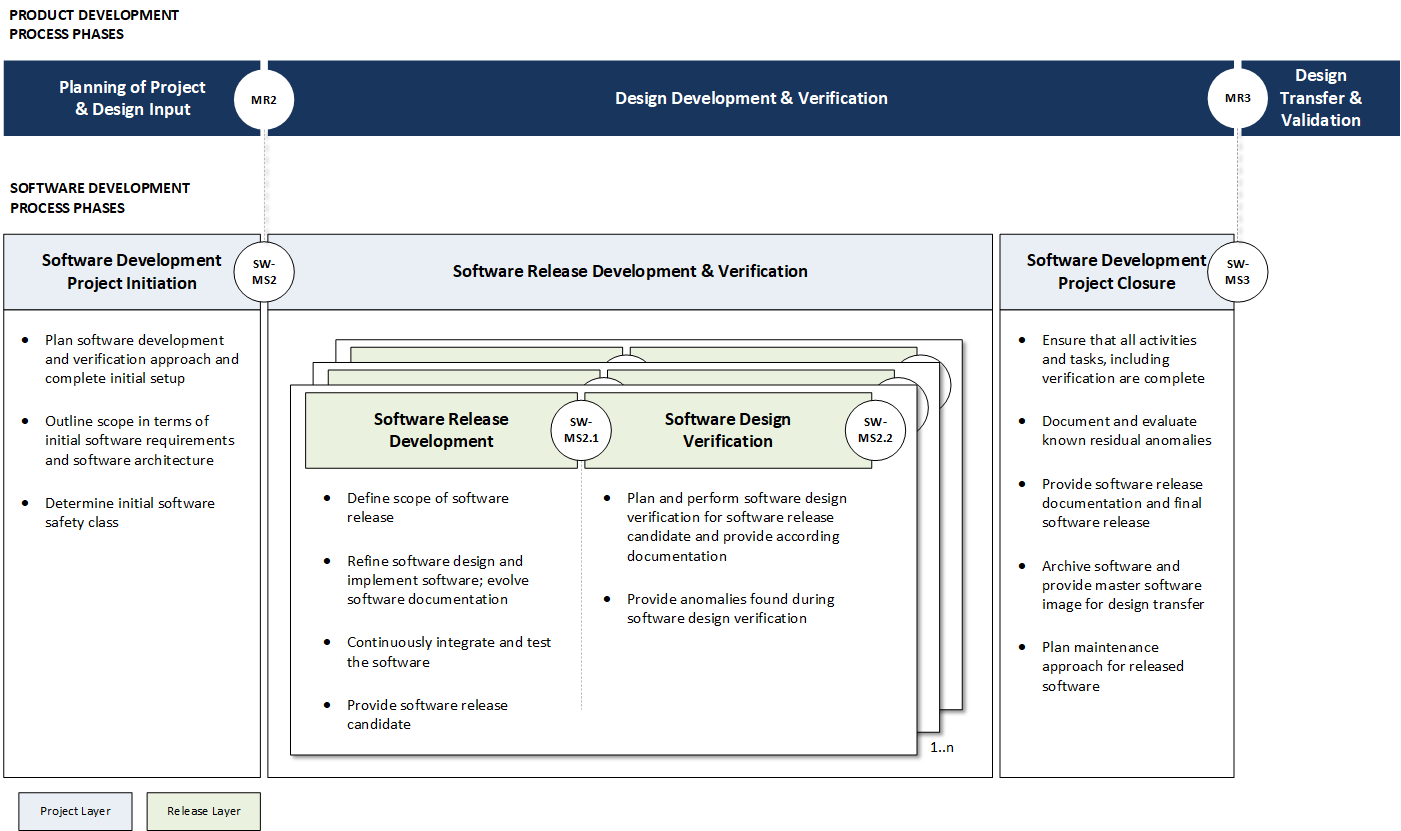 PRODUCT DEVELOPMENT
PROCESS PHASES
Planning of Project
& Design Input
MR2
Design Development & Verification
MR3
Design
Transfer &
Validation
SOFTWARE DEVELOPMENT
PROCESS PHASES
Software Development
Project Initiation
SW-
MS2
Software Release Development & Verification
Software Development
Project Closure
SW-
MS3
• Plan software development
and verification approach and
complete initial setup
• Outline scope in terms of
initial software requirements
and software architecture
• Determine initial software
safety class
Software Release
Development
SW-
MS2.1
Software Design
Verification
SW-
MS2.2
• Define scope of software
release
• Refine software design and
implement software; evolve
software documentation
• Continuously integrate and test
the software
• Provide software release
candidate
• Plan and perform software design
verification for software release
candidate and provide according
documentation
• Provide anomalies found during
software design verification
1..n
• Ensure that all activities
and tasks, including
verification are complete
• Document and evaluate
known residual anomalies
• Provide software release
documentation and final
software release
• Archive software and
provide master software
image for design transfer
• Plan maintenance
approach for released
software
Project Layer
Release Layer